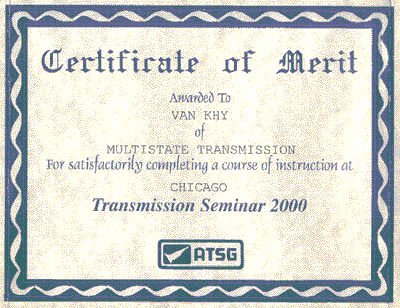 Certificate of Merit
Awarded To
VAN KHY
of
MULTISTATE TRANSMISSION
For satisfactorily completing a course of instruction at
CHICAGO
Transmission Seminar 2000
ATSG